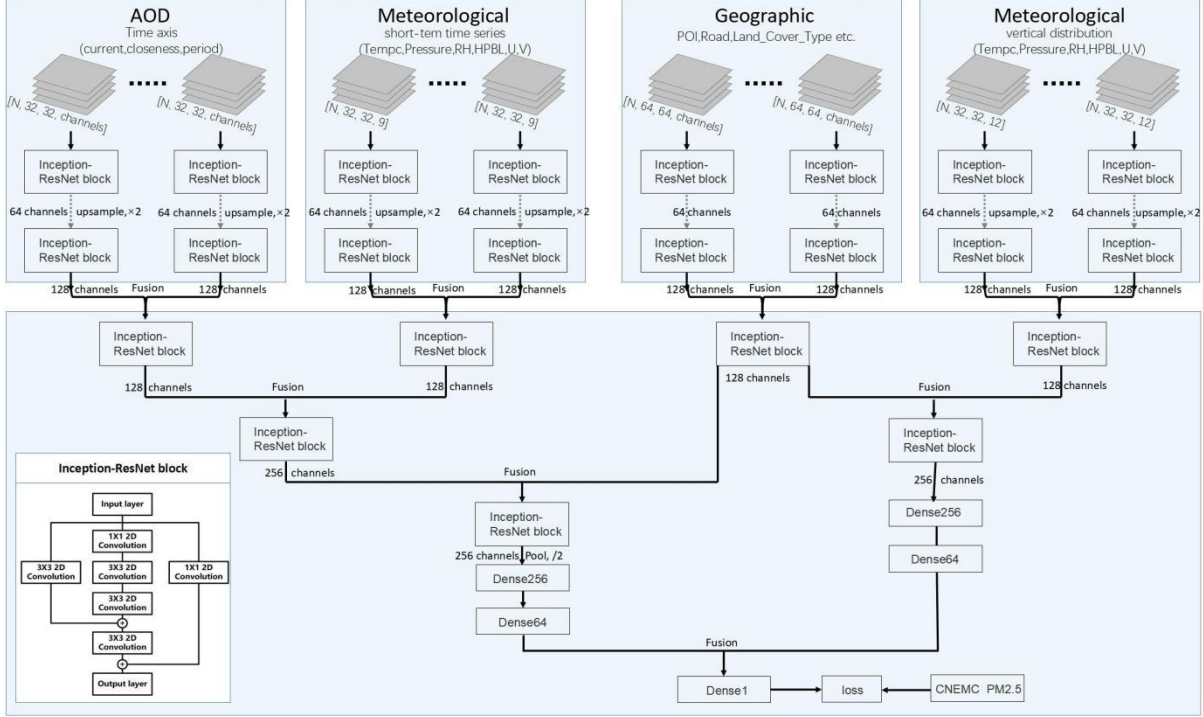 AOD
Time axis
(current,closeness,period)
[N, 32, 32, channels]
[N, 32, 32, channels]
Inception-
ResNet block
Inception-
ResNet block
64 channels
upsample,×2
64 channels
upsample,×2
Inception-
ResNet block
Inception-
ResNet block
128 channels
Fusion
128 channels
Meteorological
short-tem time series
(Tempc,Pressure,RH,HPBL,U,V)
[N, 32, 32, 9]
[N, 32, 32, 9]
Inception-
ResNet block
Inception-
ResNet block
64 channels
upsample,×2
64 channels
upsample,×2
Inception-
ResNet block
Inception-
ResNet block
128 channels
Fusion
128 channels
Geographic
POI,Road,Land_Cover_Type etc.
[N, 64, 64, channels]
[N, 64, 64, channels]
Inception-
ResNet block
Inception-
ResNet block
64 channels
64 channels
Inception-
ResNet block
Inception-
ResNet block
128 channels
Fusion
128 channels
Meteorological
vertical distribution
(Tempc,Pressure,RH,HPBL,U,V)
[N, 32, 32, 12]
[N, 32, 32, 12]
Inception-
ResNet block
Inception-
ResNet block
64 channels
upsample,×2
64 channels
upsample,×2
Inception-
ResNet block
Inception-
ResNet block
128 channels
Fusion
128 channels
Inception-
ResNet block
Inception-
ResNet block
Inception-
ResNet block
Inception-
ResNet block
128 channels
Fusion
128 channels
128 channels
Fusion
128 channels
Inception-
ResNet block
Inception-
ResNet block
256 channels
Fusion
256 channels
Inception-
ResNet block
256 channels, Pool, /2
Dense256
Dense64
Dense256
Dense64
Fusion
Dense1
loss
CNEMC PM2.5
Inception-ResNet block
Input layer
1X1 2D
Convolution
3X3 2D
Convolution
3X3 2D
Convolution
1X1 2D
Convolution
3X3 2D
Convolution
3X3 2D
Convolution
Output layer